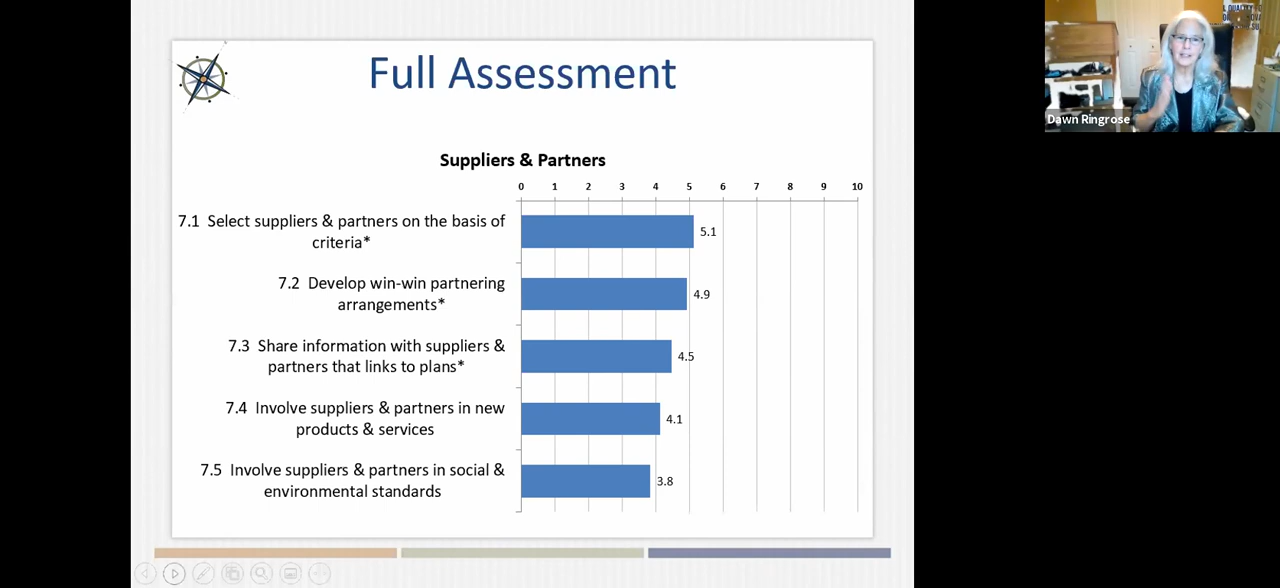 Full Assessment
Suppliers & Partners
0 1 2 3 4 5 6 7 8 9 10
7.1 Select suppliers & partners on the basis of
criteria*
5.1
7.2 Develop win-win partnering
arrangements*
4.9
7.3 Share information with suppliers &
partners that links to plans*
4.5
7.4 Involve suppliers & partners in new
products & services
4.1
7.5 Involve suppliers & partners in social &
environmental standards
3.8
Dawn Ringrose